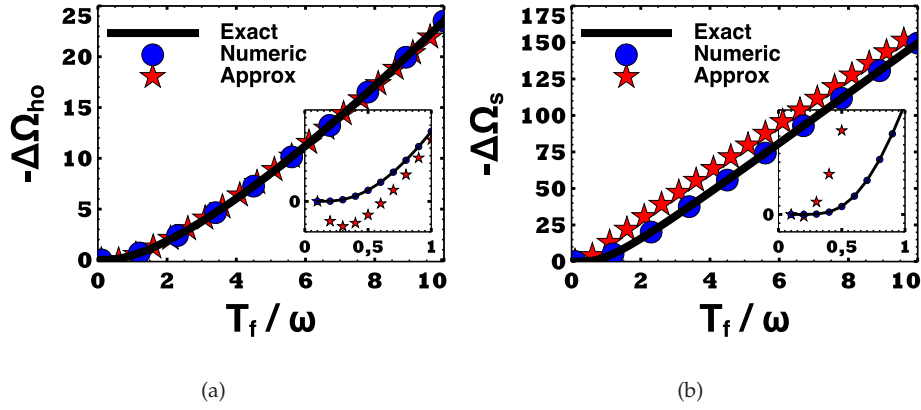 -ΔΩ_ho
25
20
15
10
5
0
Exact
Numeric
Approx
0
0 0,5 1
0 2 4 6 8 10
T_f / ω
(a)
-ΔΩ_s
175
150
125
100
75
50
25
0
Exact
Numeric
Approx
0
0 0,5 1
0 2 4 6 8 10
T_f / ω
(b)